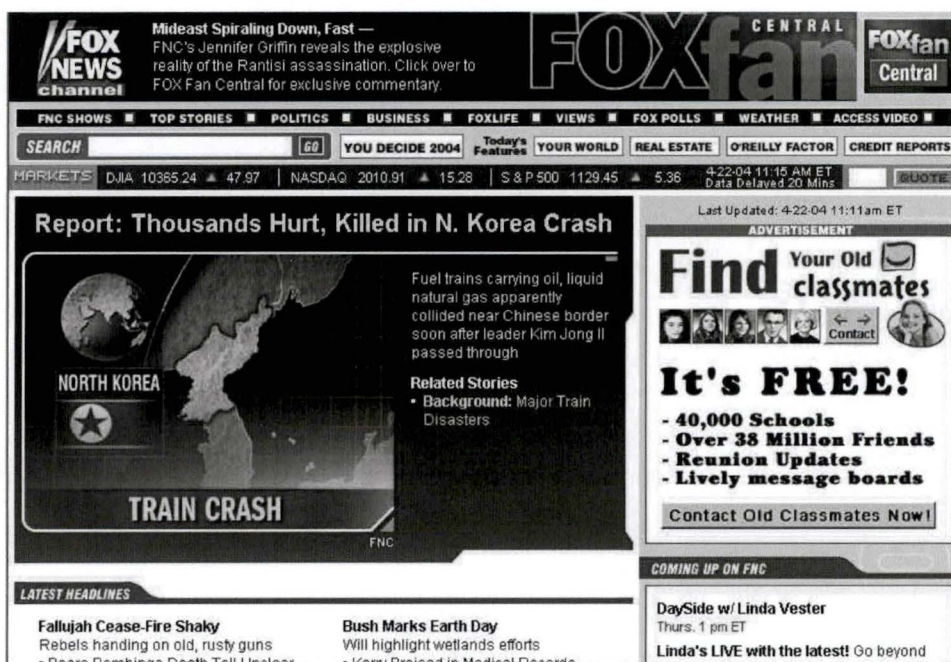 FOX
NEWS
channel
Mideast Spiraling Down, Fast —
FNC's Jennifer Griffin reveals the explosive
reality of the Rantisi assassination. Click over to
FOX Fan Central for exclusive commentary.
FOXfan
CENTRAL
FOXfan
Central
FNC SHOWS TOP STORIES POLITICS BUSINESS FOXLIFE VIEWS FOX POLLS WEATHER ACCESS VIDEO
SEARCH GO YOU DECIDE 2004 Today's Features YOUR WORLD REAL ESTATE O'REILLY FACTOR CREDIT REPORTS
MARKETS DJIA 10365.24 ▲ 47.97 | NASDAQ 2010.91 ▲ 15.28 | S & P 500 1129.45 ▲ 5.36 4-22-04 11:15 AM ET
Data Delayed 20 Mins QUOTE
Report: Thousands Hurt, Killed in N. Korea Crash
Fuel trains carrying oil, liquid
natural gas apparently
collided near Chinese border
soon after leader Kim Jong Il
passed through
Related Stories
• Background: Major Train
Disasters
NORTH KOREA
TRAIN CRASH
FNC
Last Updated: 4-22-04 11:11am ET
ADVERTISEMENT
Find Your Old
classmates
Contact
It's FREE!
- 40,000 Schools
- Over 38 Million Friends
- Reunion Updates
- Lively message boards
Contact Old Classmates Now!
LATEST HEADLINES
Fallujah Cease-Fire Shaky
Rebels handing on old, rusty guns
Bush Marks Earth Day
Will highlight wetlands efforts
COMING UP ON FNC
DaySide w/ Linda Vester
Thurs. 1 pm ET
Linda's LIVE with the latest! Go beyond